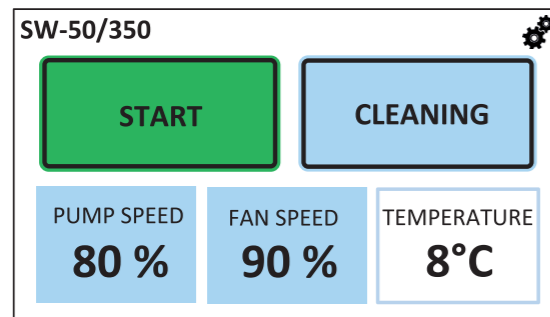 SW-50/350
START
CLEANING
PUMP SPEED
80 %
FAN SPEED
90 %
TEMPERATURE
8°C